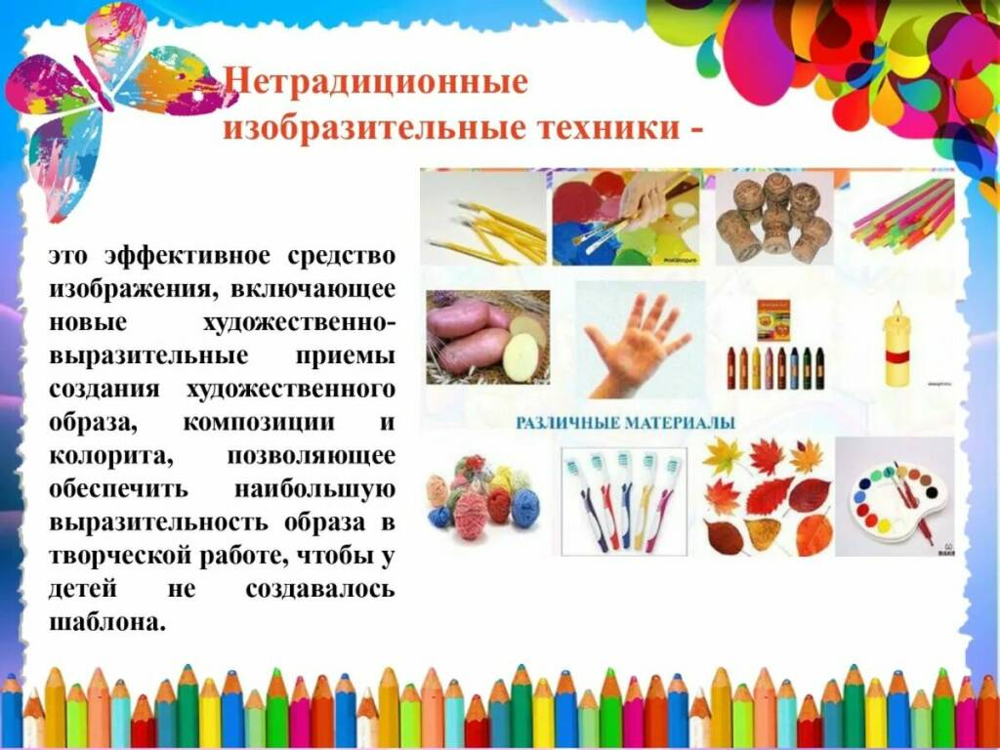 Нетрадиционные
изобразительные техники -
это эффективное средство
изображения, включающее
новые художественно-
выразительные приемы
создания художественного
образа, композиции и
колорита, позволяющее
обеспечить наибольшую
выразительность образа в
творческой работе, чтобы у
детей не создавалось
шаблона.
РАЗЛИЧНЫЕ МАТЕРИАЛЫ